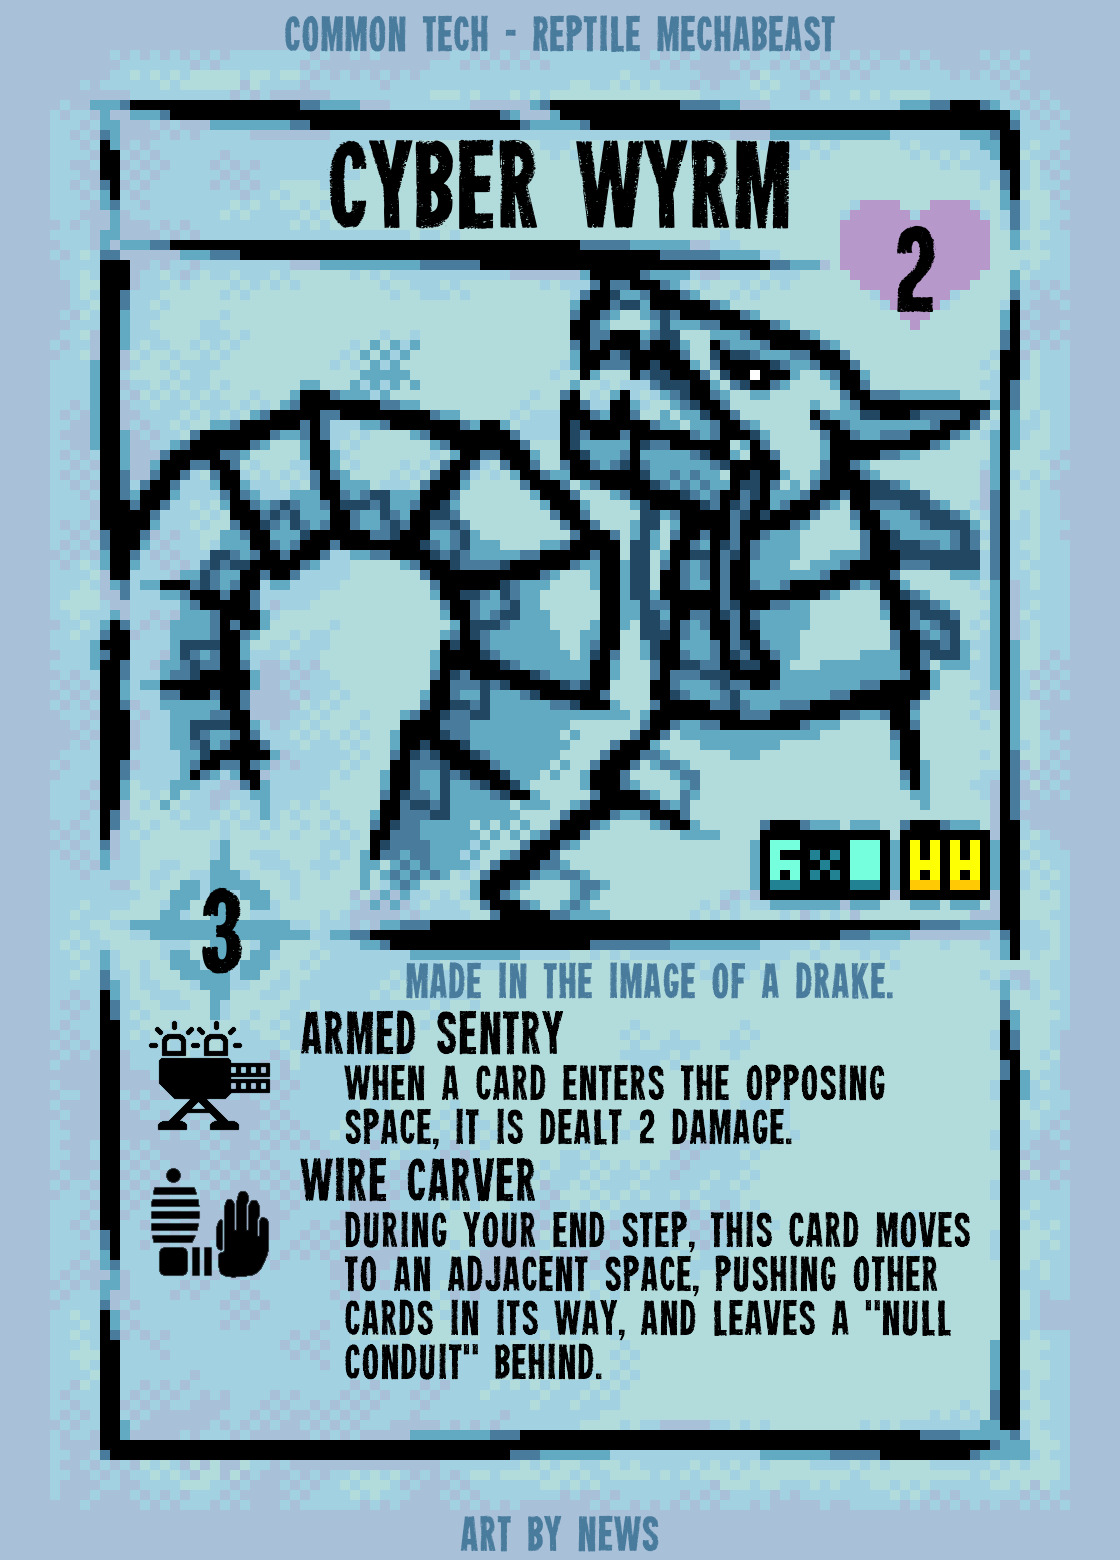 COMMON TECH - REPTILE MECHABEAST
CYBER WYRM
2
6x
3
MADE IN THE IMAGE OF A DRAKE.
ARMED SENTRY
WHEN A CARD ENTERS THE OPPOSING
SPACE, IT IS DEALT 2 DAMAGE.
WIRE CARVER
DURING YOUR END STEP, THIS CARD MOVES
TO AN ADJACENT SPACE, PUSHING OTHER
CARDS IN ITS WAY, AND LEAVES A "NULL
CONDUIT" BEHIND.
ART BY NEWS